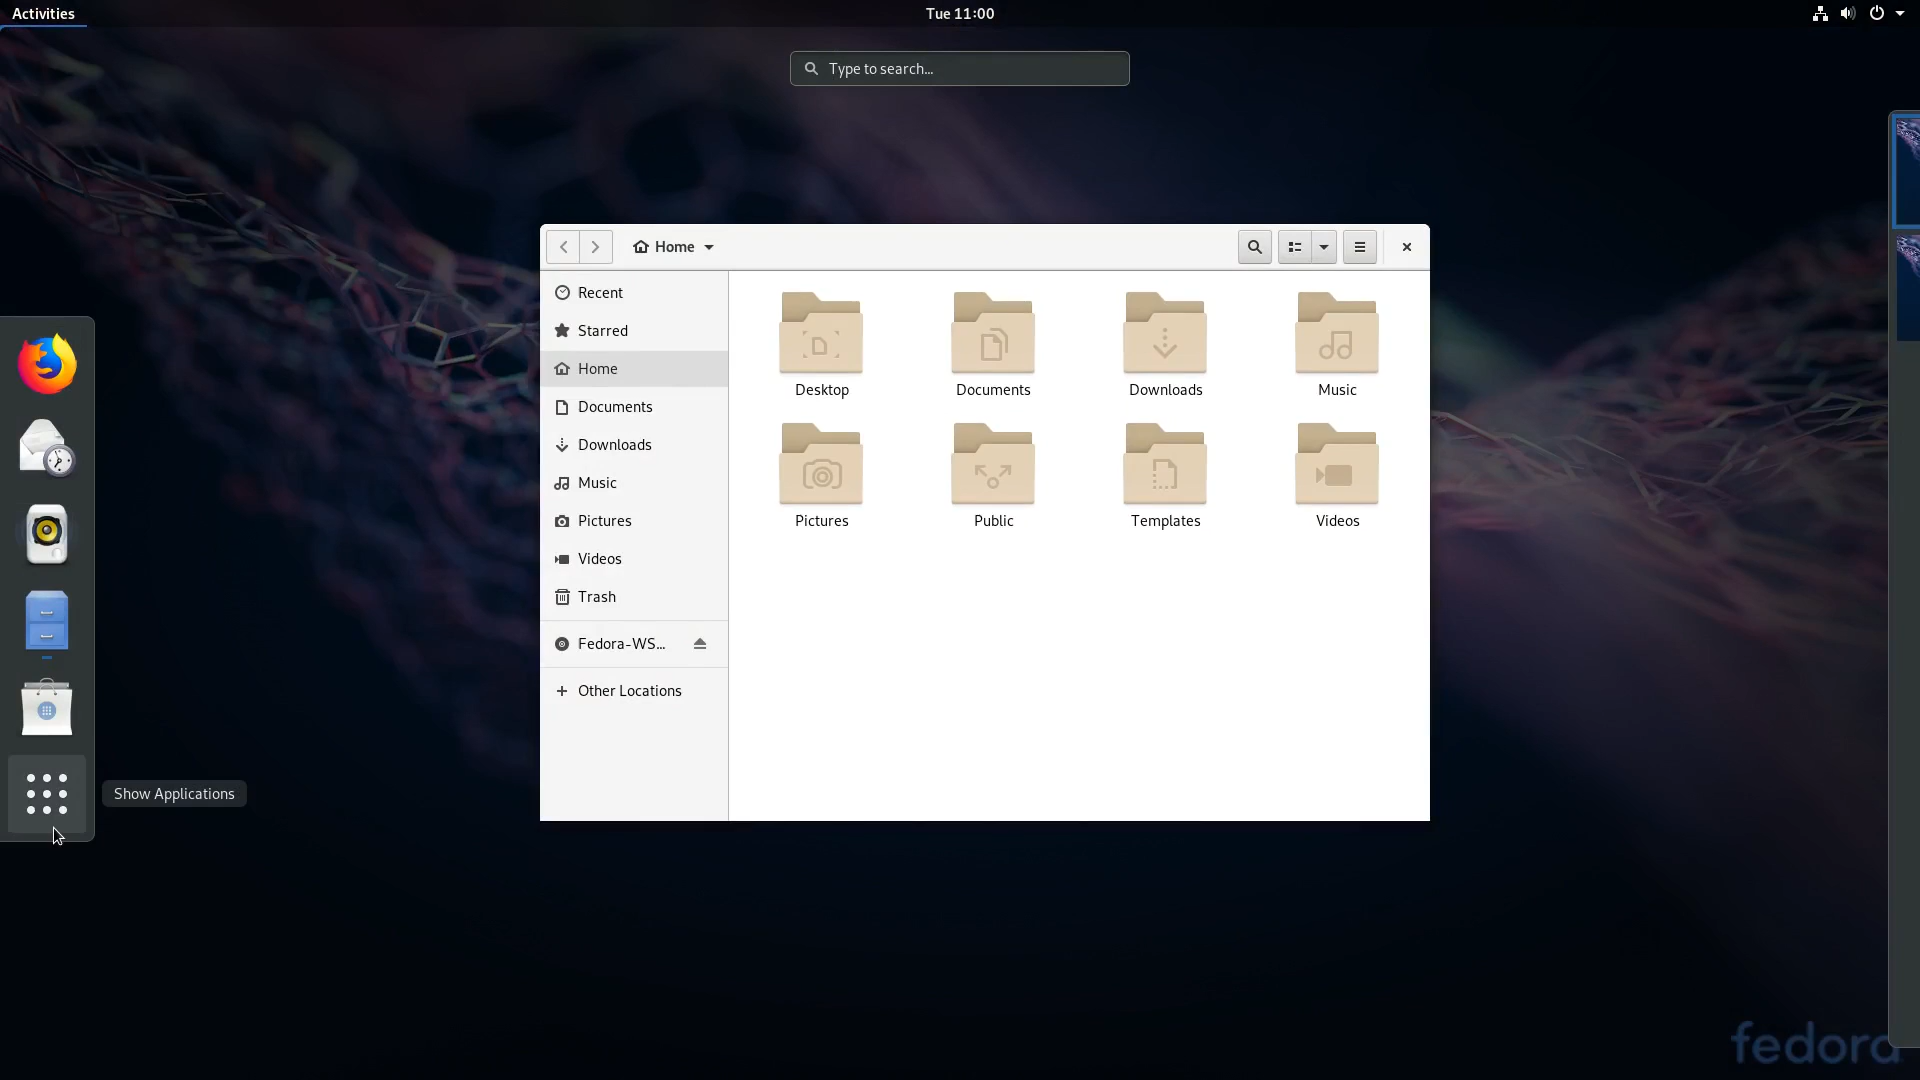 Activities
Tue 11:00
Type to search...
Home
Recent
Starred
Home
Documents
Downloads
Music
Pictures
Videos
Trash
Fedora-WS...
Other Locations
Desktop
Documents
Downloads
Music
Pictures
Public
Templates
Videos
Show Applications
fedora